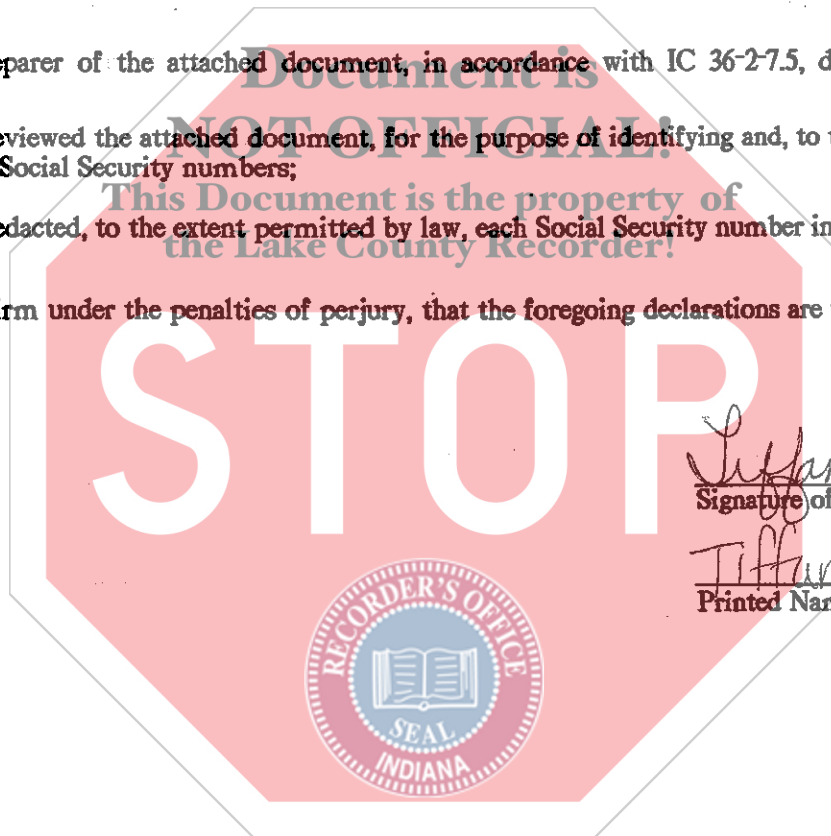 eparer of the attached document, in accordance with IC 36-2-7.5, d
Document is
eviewed the attached document, for the purpose of identifying and, to
NOT OFFICIAL!
Social Security numbers;
This Document is the property of
edacted, to the extent permitted by law, each Social Security number in
the Lake County Recorder!
rm under the penalties of perjury, that the foregoing declarations are
STOP
Signature of
Tiffan
Printed Nar
RECORDER'S OFFICE
SEAL
INDIANA